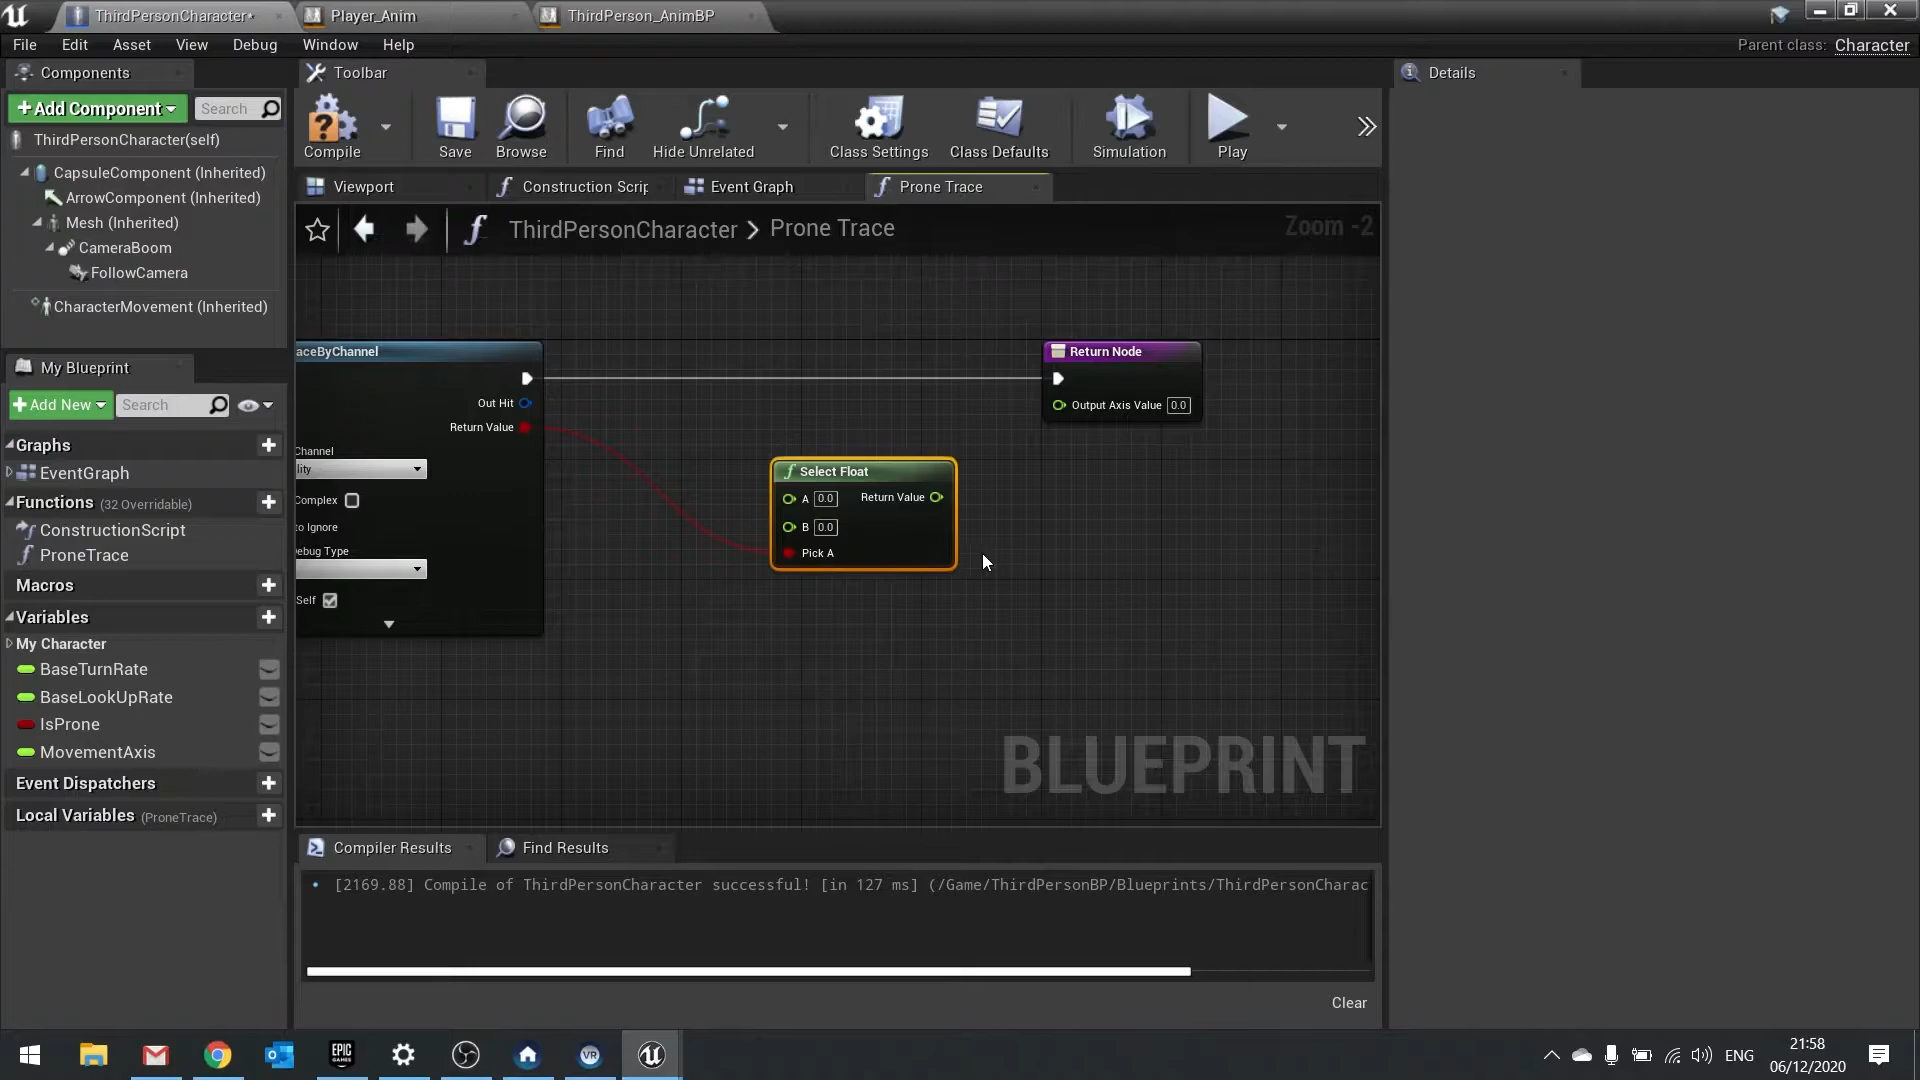 ThirdPersonCharacter*
Player_Anim
ThirdPerson_AnimBP
File Edit Asset View Debug Window Help
Parent class: Character
Components
Toolbar
Details
Add Component
Search
ThirdPersonCharacter(self)
CapsuleComponent (Inherited)
ArrowComponent (Inherited)
Mesh (Inherited)
CameraBoom
FollowCamera
CharacterMovement (Inherited)
Compile
Save
Browse
Find
Hide Unrelated
Class Settings
Class Defaults
Simulation
Play
Viewport
Construction Scrip
Event Graph
Prone Trace
ThirdPersonCharacter
Prone Trace
Zoom -2
My Blueprint
Add New
Search
Graphs
EventGraph
Functions (32 Overridable)
ConstructionScript
ProneTrace
Macros
Variables
My Character
BaseTurnRate
BaseLookUpRate
IsProne
MovementAxis
Event Dispatchers
Local Variables (ProneTrace)
aceByChannel
Out Hit
Return Value
Channel
lity
Complex
to Ignore
ebug Type
Self
Select Float
A 0.0 Return Value
B 0.0
Pick A
Return Node
Output Axis Value 0.0
BLUEPRINT
Compiler Results
Find Results
[2169.88] Compile of ThirdPersonCharacter successful! [in 127 ms] (/Game/ThirdPersonBP/Blueprints/ThirdPersonCharac
Clear
EPIC
GAMES
VR
ENG
21:58
06/12/2020